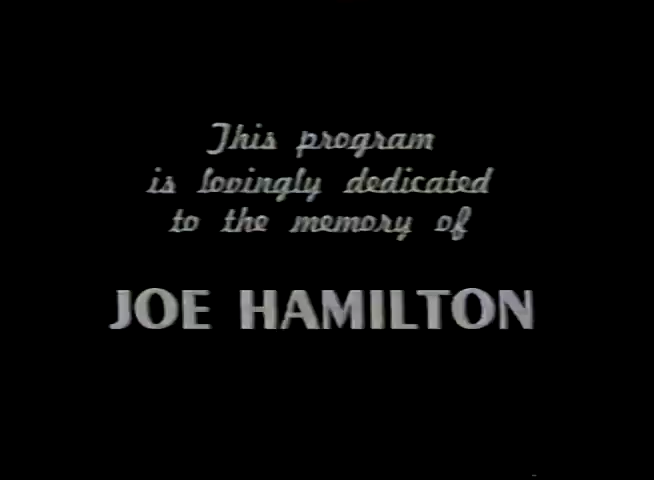 This program
is lovingly dedicated
to the memory of
JOE HAMILTON